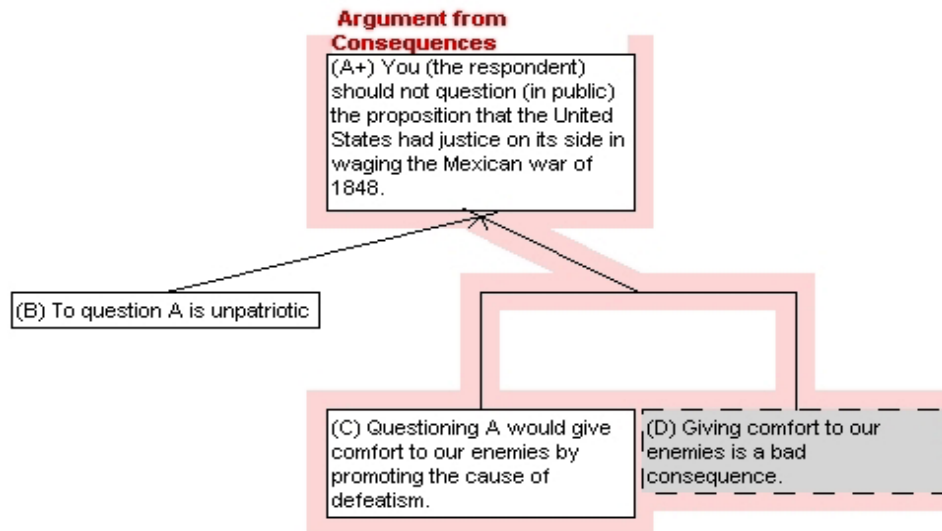 Argument from
Consequences
(A+) You (the respondent)
should not question (in public)
the proposition that the United
States had justice on its side in
waging the Mexican war of
1848.
(B) To question A is unpatriotic
(C) Questioning A would give
comfort to our enemies by
promoting the cause of
defeatism.
(D) Giving comfort to our
enemies is a bad
consequence.